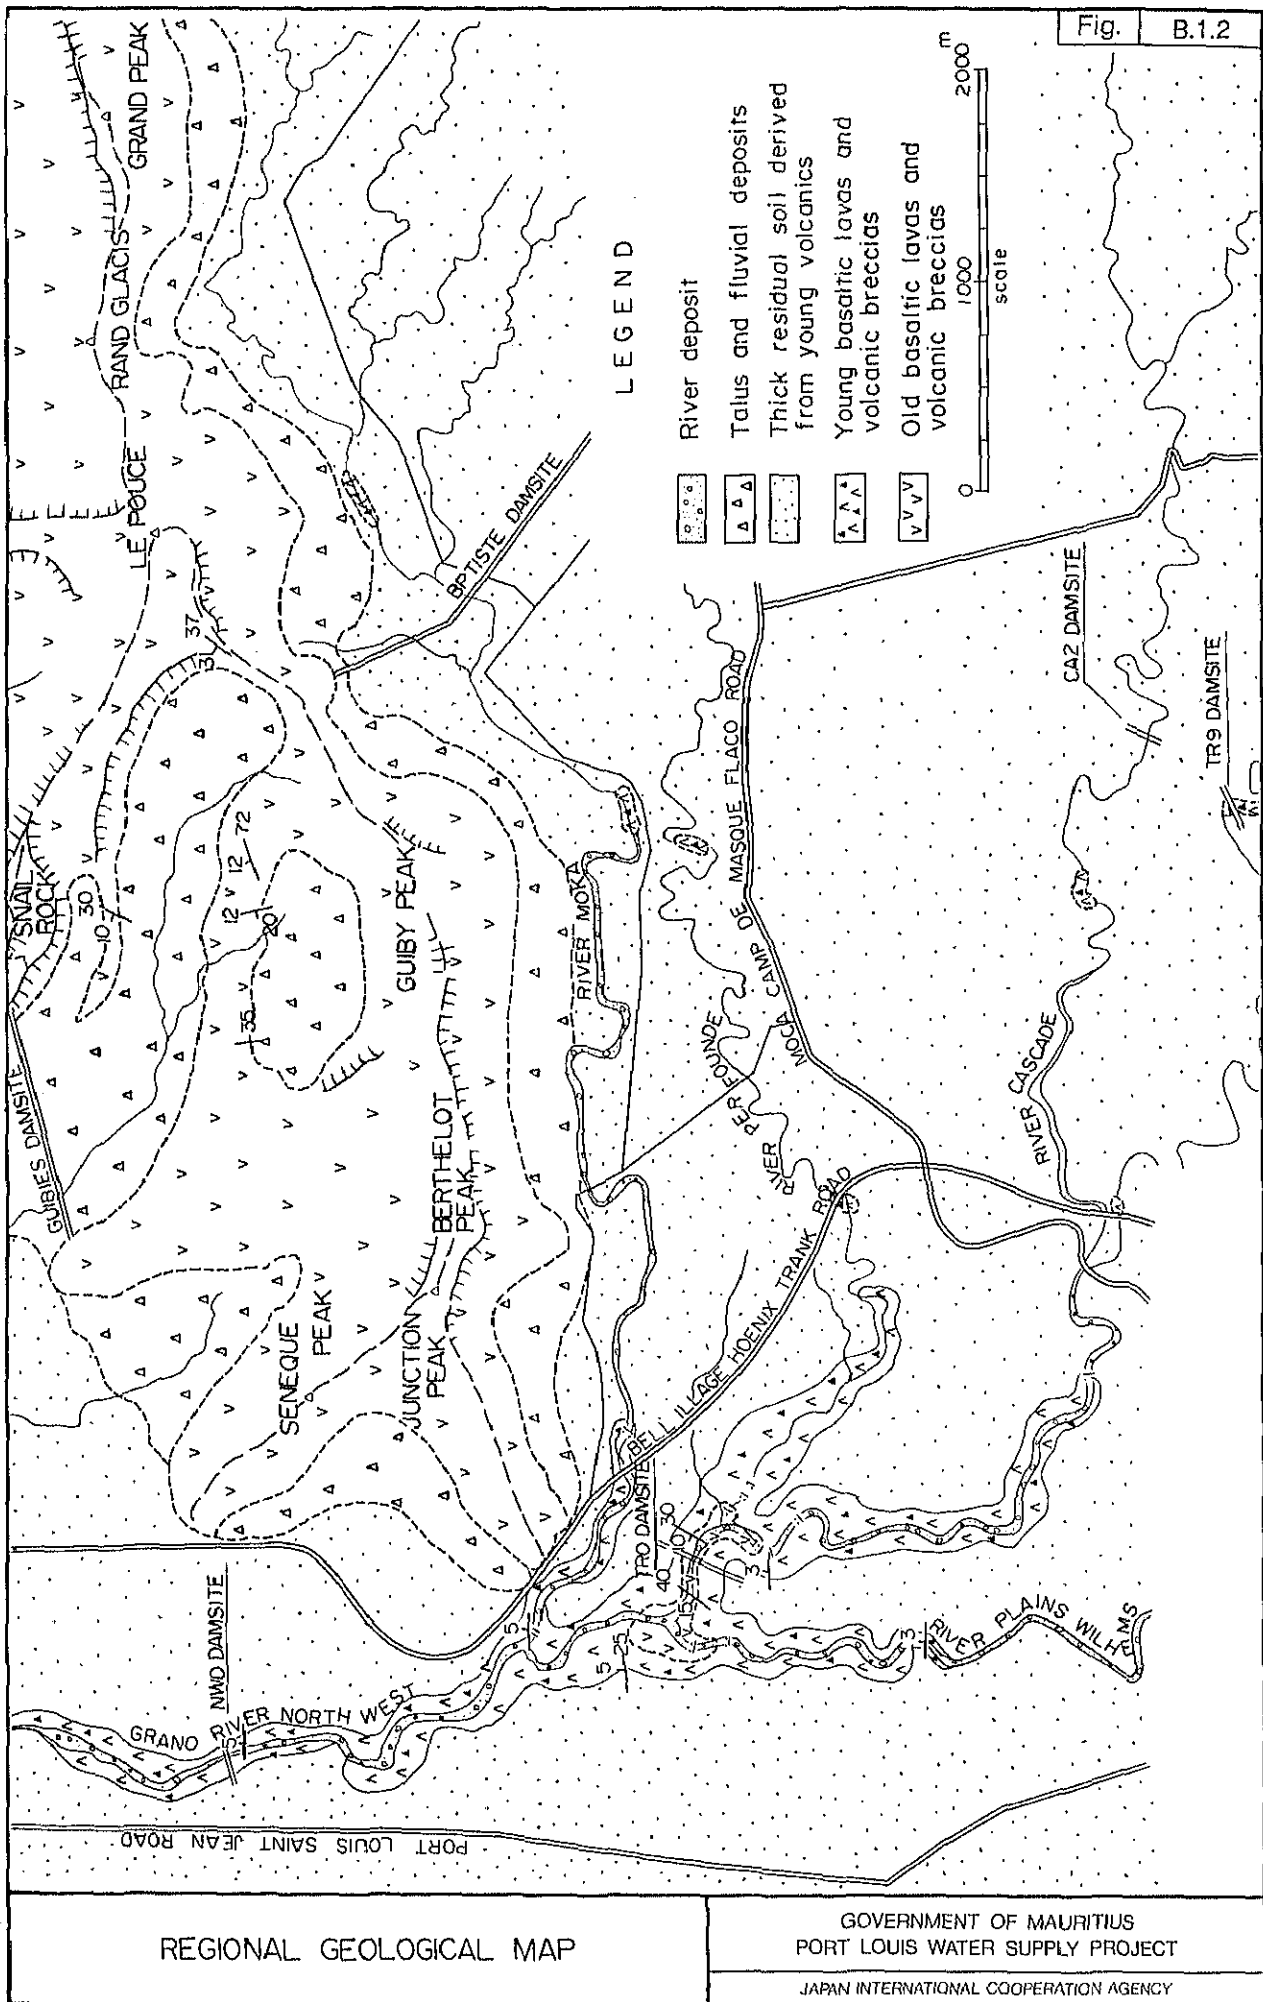 Fig. B.1.2
GRAND PEAK
RAND GLACIS
LE POUCE
SNAIL
ROCK
GUIBIES DAMSITE
37
31
30
10
12
12
72
20
35
GUIBY PEAK
BERTHELOT
PEAK
SENEQUE
PEAK
JUNCTION
PEAK
BPTISTE DAMSITE
RIVER MOKA
LEGEND
River deposit
Talus and fluvial deposits
Thick residual soil derived
from young volcanics
Young basaltic lavas and
volcanic breccias
Old basaltic lavas and
volcanic breccias
0 1000 2000 m
scale
MOCA CAMP DE MASQUE FLACO ROAD
RIVER PER FOUNDE
BELL ILLAGE HOENIX TRANK ROAD
CA2 DAMSITE
TR9 DAMSITE
RIVER CASCADE
TRO DAMSITE
30
10
40
15
3
5
5
25
3
RIVER PLAINS WILHEMS
NWO DAMSITE
GRANO RIVER NORTH WEST
5
PORT LOUIS SAINT JEAN ROAD
REGIONAL GEOLOGICAL MAP
GOVERNMENT OF MAURITIUS
PORT LOUIS WATER SUPPLY PROJECT
JAPAN INTERNATIONAL COOPERATION AGENCY